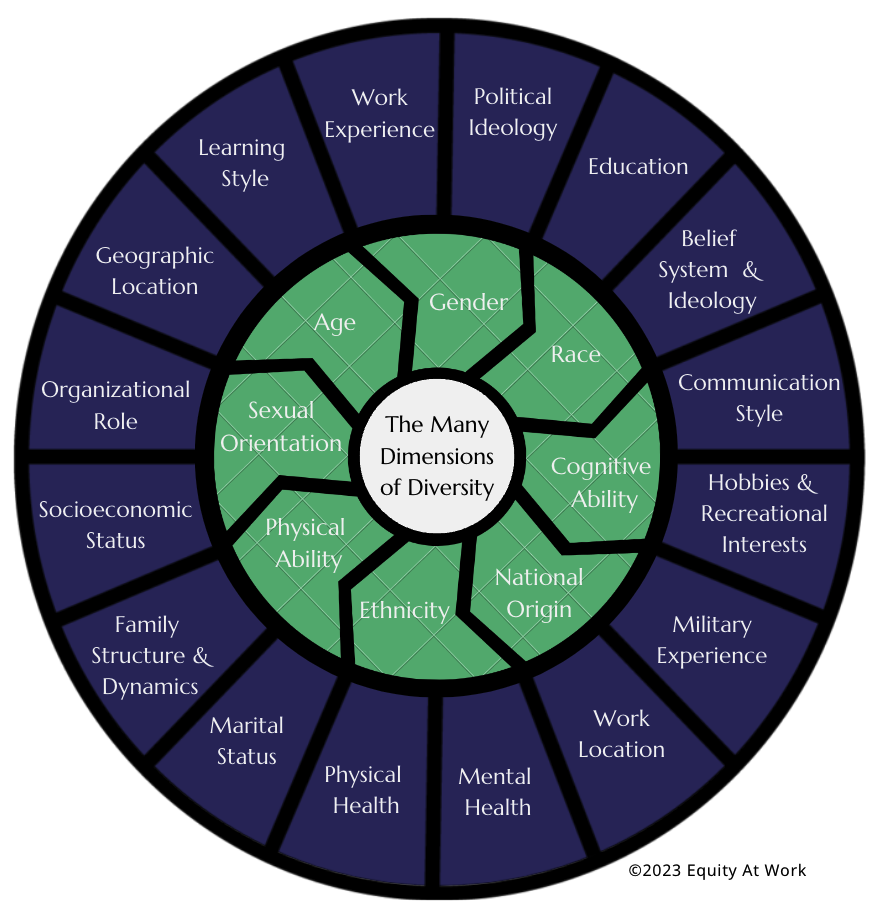 Work
Experience
Political
Ideology
Education
Belief
System &
Ideology
Communication
Style
Hobbies &
Recreational
Interests
Military
Experience
Work
Location
Mental
Health
Physical
Health
Marital
Status
Family
Structure &
Dynamics
Socioeconomic
Status
Organizational
Role
Geographic
Location
Learning
Style
Gender
Race
Cognitive
Ability
National
Origin
Ethnicity
Physical
Ability
Sexual
Orientation
Age
The Many
Dimensions
of Diversity
©2023 Equity At Work